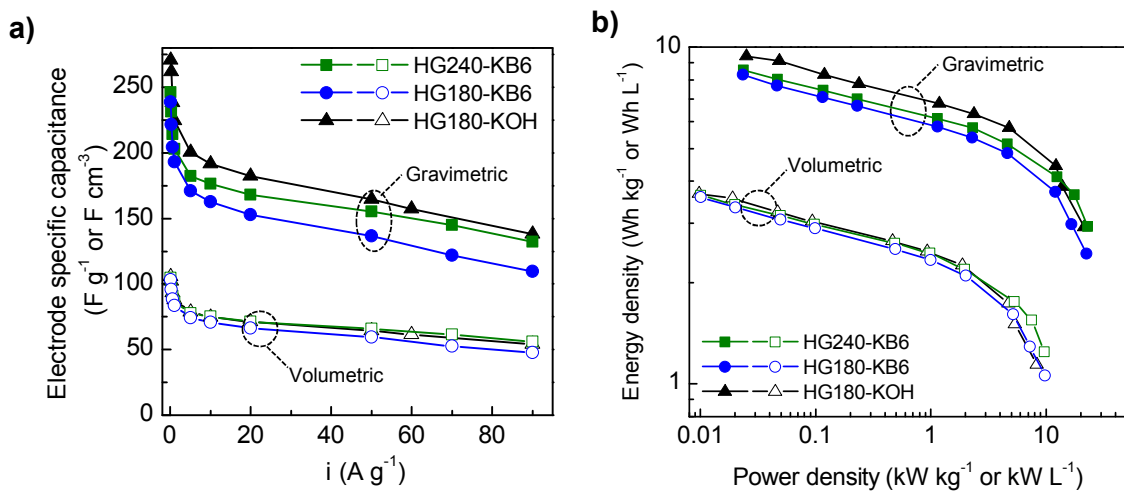 a)
Electrode specific capacitance
(F g-1 or F cm-3)
250
200
150
100
50
0
HG240-KB6
HG180-KB6
HG180-KOH
Gravimetric
Volumetric
0 20 40 60 80
i (A g-1)
b)
Energy density (Wh kg-1 or Wh L-1)
10
1
Gravimetric
Volumetric
HG240-KB6
HG180-KB6
HG180-KOH
0.01 0.1 1 10
Power density (kW kg-1 or kW L-1)